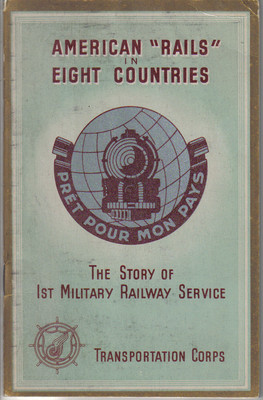 AMERICAN "RAILS"
IN
EIGHT COUNTRIES
PRÊT POUR MON PAYS
THE STORY OF
1ST MILITARY RAILWAY SERVICE
TRANSPORTATION CORPS